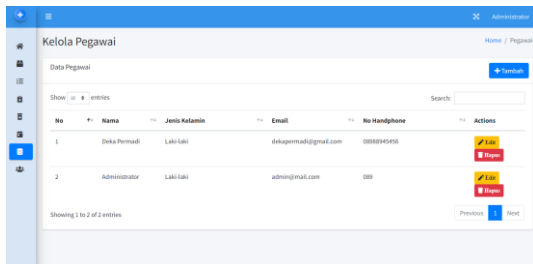 Administrator
Kelola Pegawai
Home / Pegawai
Data Pegawai
+Tambah
Show 10 entries
Search:
No Nama Jenis Kelamin Email No Handphone Actions
1 Deka Permadi Laki-laki dekapermadi@gmail.com 08988945456 Edit
Hapus
2 Administrator Laki-laki admin@mail.com 089 Edit
Hapus
Showing 1 to 2 of 2 entries
Previous 1 Next